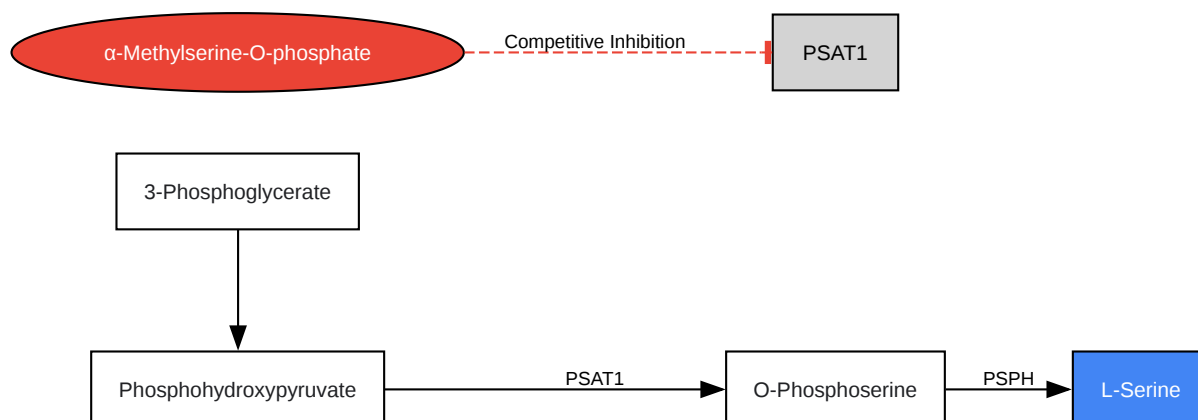 α-Methylserine-O-phosphate
Competitive Inhibition
PSAT1
3-Phosphoglycerate
Phosphohydroxypyruvate
PSAT1
O-Phosphoserine
PSPH
L-Serine